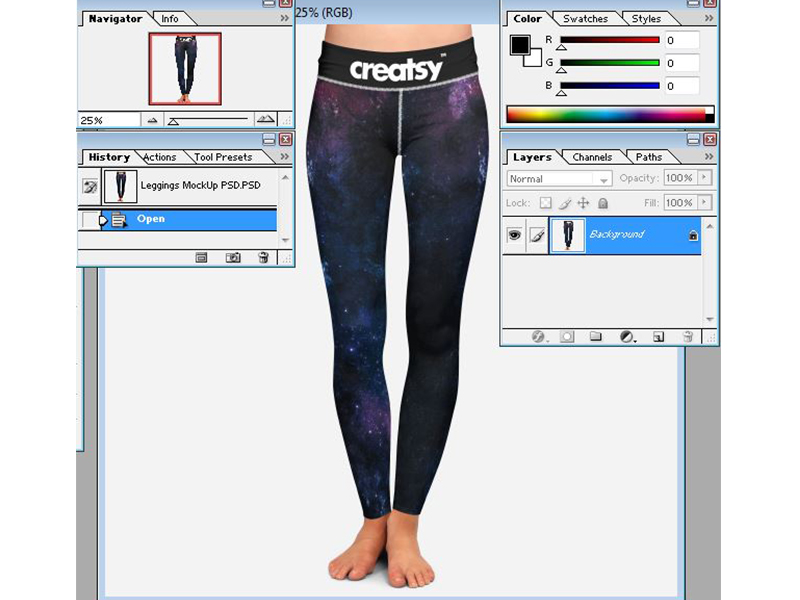 Navigator
Info
25%
25% (RGB)
Color
Swatches
Styles
R
0
G
0
B
0
History
Actions
Tool Presets
Leggings MockUp PSD.PSD
Open
creatsy™
Layers
Channels
Paths
Normal
Opacity:
100%
Lock:
Fill:
100%
Background